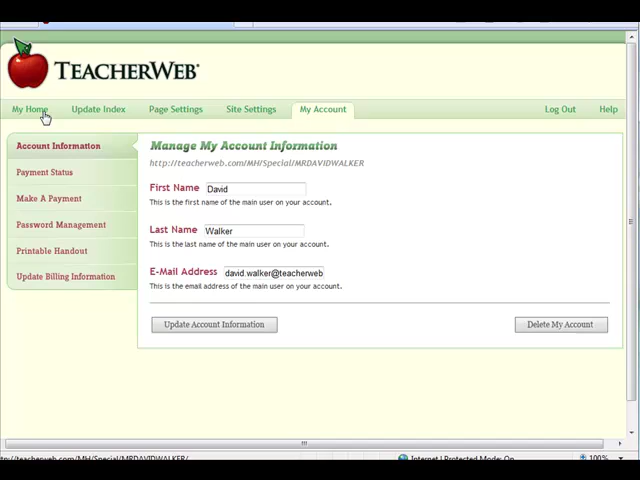 TEACHERWEB®
My Home Update Index Page Settings Site Settings My Account Log Out Help
Account Information
Payment Status
Make A Payment
Password Management
Printable Handout
Update Billing Information
Manage My Account Information
http://teacherweb.com/MH/Special/MRDAVIDWALKER
First Name David
This is the first name of the main user on your account.
Last Name Walker
This is the last name of the main user on your account.
E-Mail Address david.walker@teacherweb
This is the email address of the main user on your account.
Update Account Information Delete My Account
http://teacherweb.com/MH/Special/MRDAVIDWALKER/ Internet | Protected Mode: On 100%